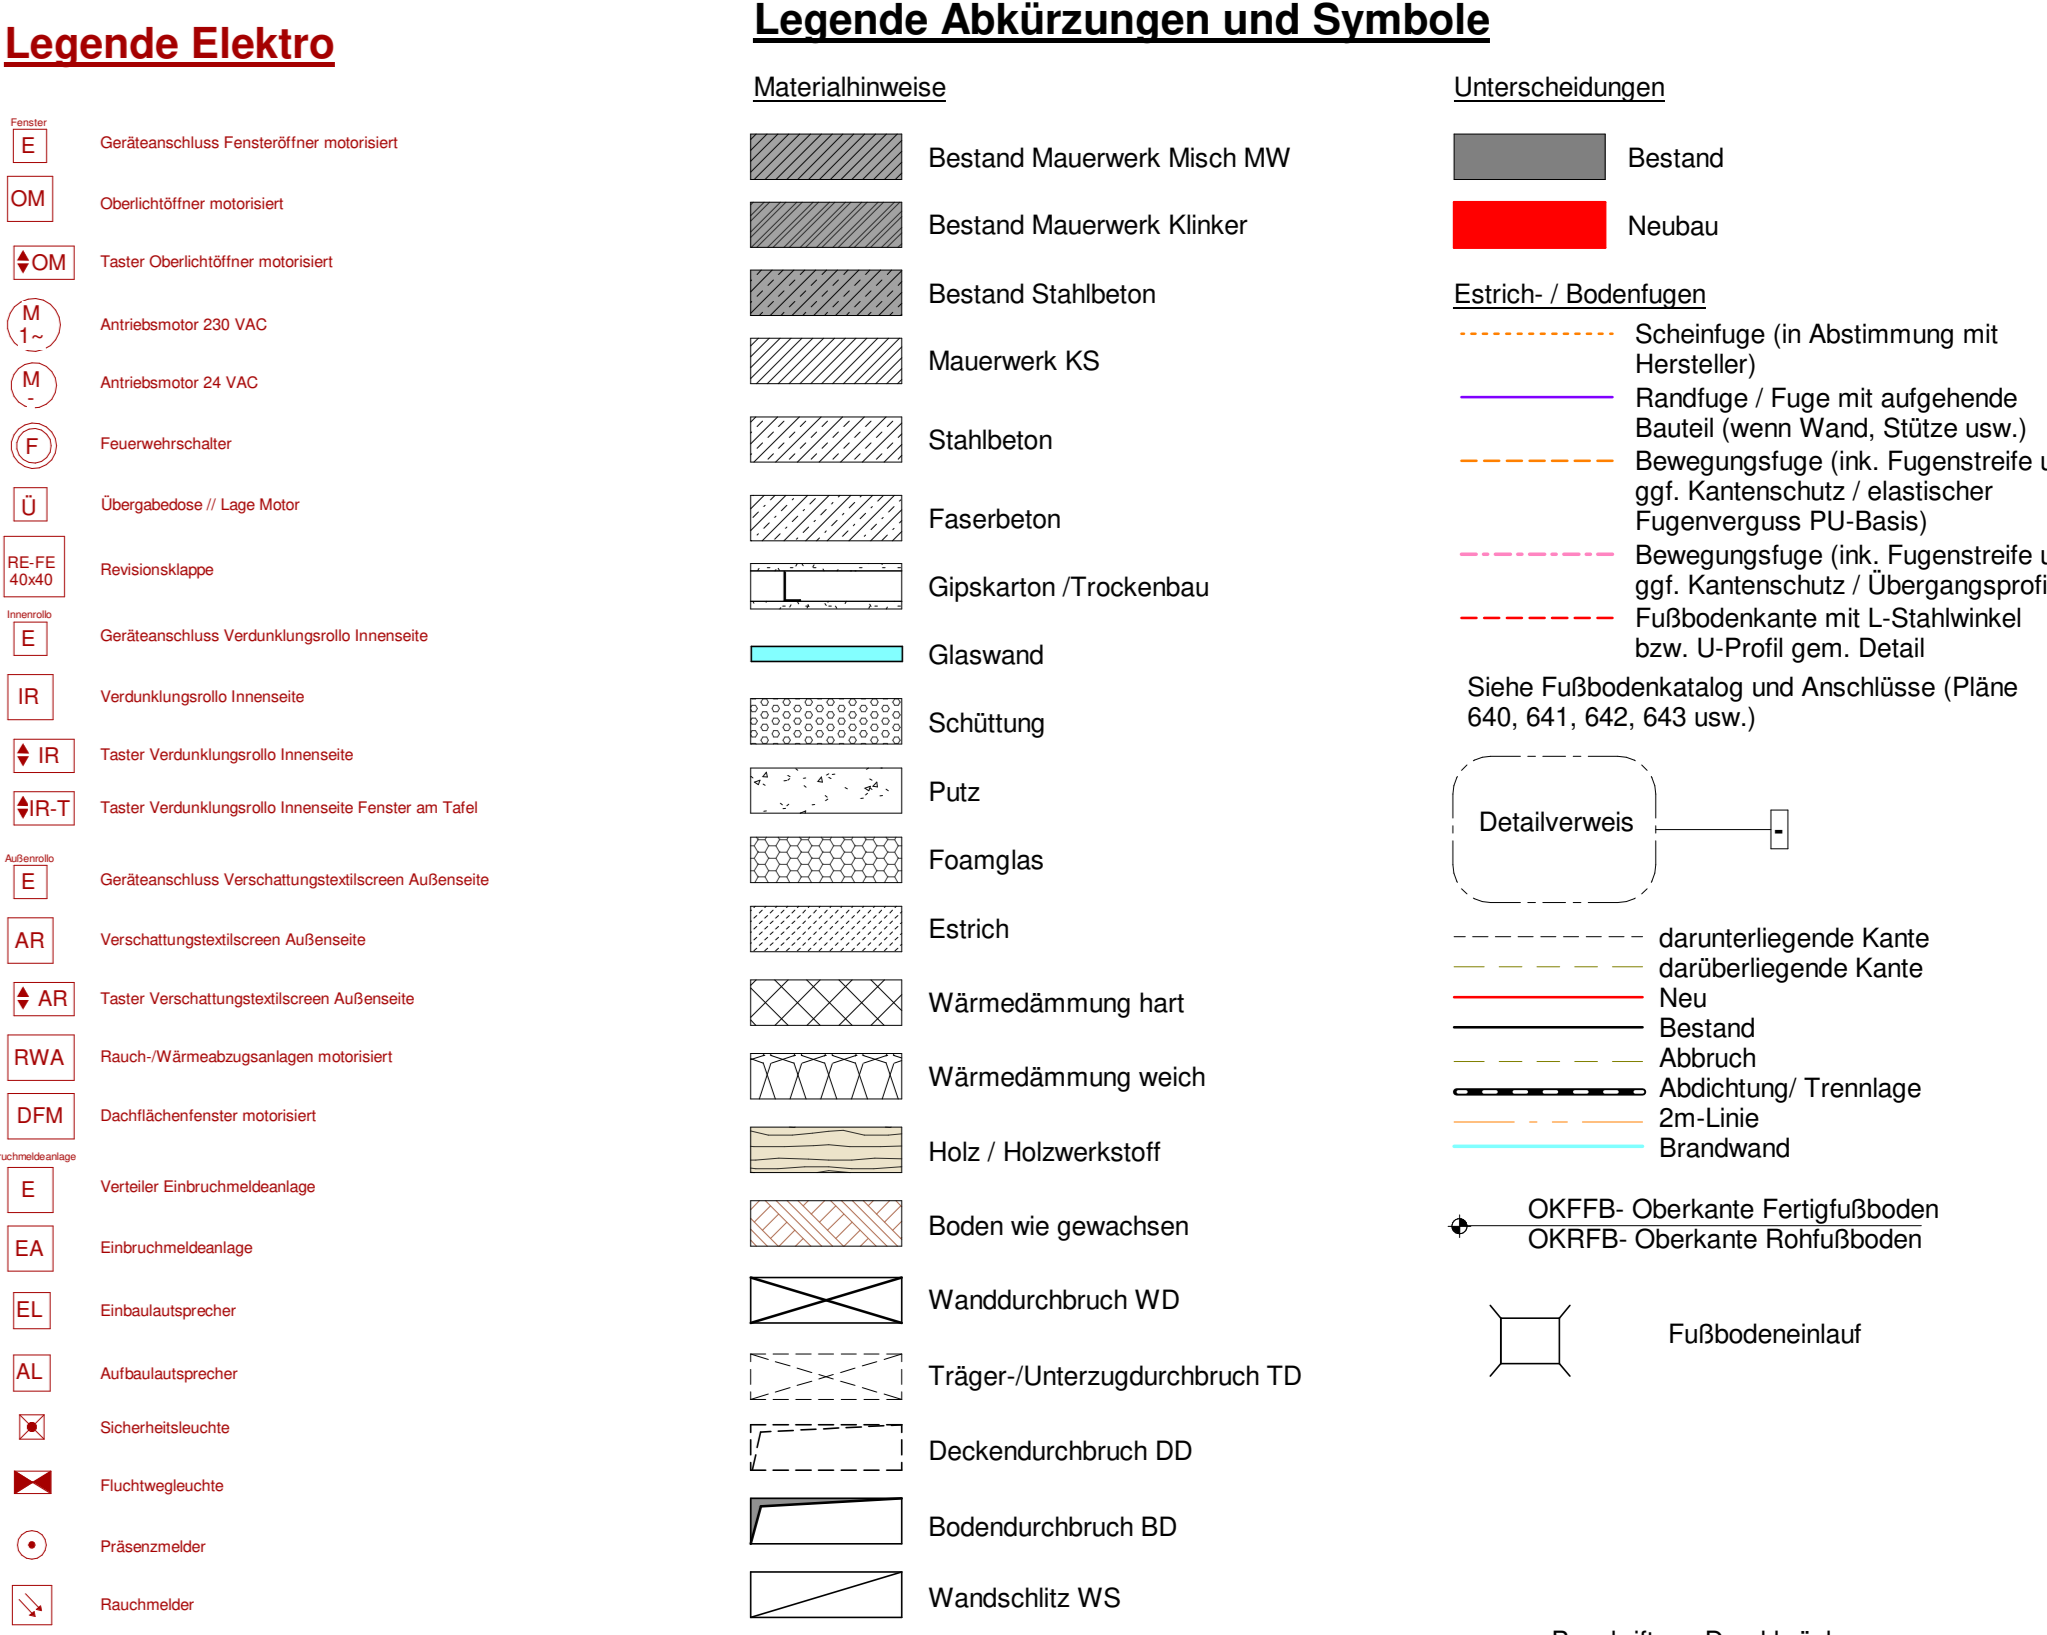 Legende Elektro
Fenster
E
Geräteanschluss Fensteröffner motorisiert
OM
Oberlichtöffner motorisiert
OM
Taster Oberlichtöffner motorisiert
M
1~
Antriebsmotor 230 VAC
M
-
Antriebsmotor 24 VAC
F
Feuerwehrschalter
Ü
Übergabedose // Lage Motor
RE-FE
40x40
Revisionsklappe
Innenrollo
E
Geräteanschluss Verdunklungsrollo Innenseite
IR
Verdunklungsrollo Innenseite
IR
Taster Verdunklungsrollo Innenseite
IR-T
Taster Verdunklungsrollo Innenseite Fenster am Tafel
Außenrollo
E
Geräteanschluss Verschattungstextilscreen Außenseite
AR
Verschattungstextilscreen Außenseite
AR
Taster Verschattungstextilscreen Außenseite
RWA
Rauch-/Wärmeabzugsanlagen motorisiert
DFM
Dachflächenfenster motorisiert
ruchmeldeanlage
E
Verteiler Einbruchmeldeanlage
EA
Einbruchmeldeanlage
EL
Einbaulautsprecher
AL
Aufbaulautsprecher
Sicherheitsleuchte
Fluchtwegleuchte
Präsenzmelder
Rauchmelder
Legende Abkürzungen und Symbole
Materialhinweise
Bestand Mauerwerk Misch MW
Bestand Mauerwerk Klinker
Bestand Stahlbeton
Mauerwerk KS
Stahlbeton
Faserbeton
Gipskarton /Trockenbau
Glaswand
Schüttung
Putz
Foamglas
Estrich
Wärmedämmung hart
Wärmedämmung weich
Holz / Holzwerkstoff
Boden wie gewachsen
Wanddurchbruch WD
Träger-/Unterzugdurchbruch TD
Deckendurchbruch DD
Bodendurchbruch BD
Wandschlitz WS
Unterscheidungen
Bestand
Neubau
Estrich- / Bodenfugen
Scheinfuge (in Abstimmung mit
Hersteller)
Randfuge / Fuge mit aufgehende
Bauteil (wenn Wand, Stütze usw.)
Bewegungsfuge (ink. Fugenstreife u
ggf. Kantenschutz / elastischer
Fugenverguss PU-Basis)
Bewegungsfuge (ink. Fugenstreife u
ggf. Kantenschutz / Übergangsprofi
Fußbodenkante mit L-Stahlwinkel
bzw. U-Profil gem. Detail
Siehe Fußbodenkatalog und Anschlüsse (Pläne
640, 641, 642, 643 usw.)
Detailverweis
-
darunterliegende Kante
darüberliegende Kante
Neu
Bestand
Abbruch
Abdichtung/ Trennlage
2m-Linie
Brandwand
OKFFB- Oberkante Fertigfußboden
OKRFB- Oberkante Rohfußboden
Fußbodeneinlauf